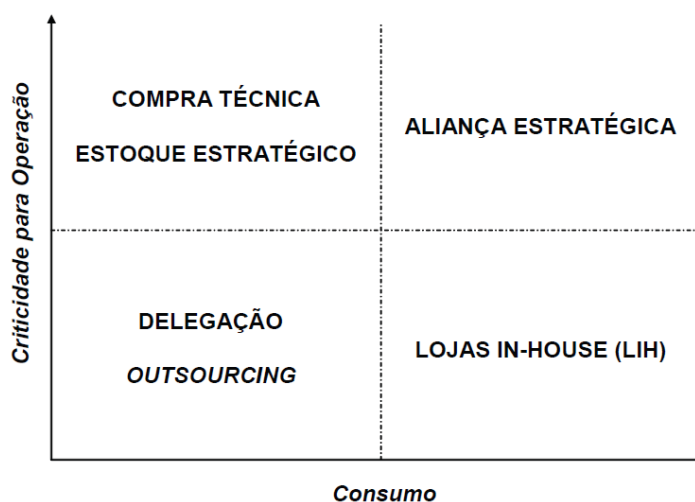 COMPRA TÉCNICA
ESTOQUE ESTRATÉGICO
ALIANÇA ESTRATÉGICA
Criticidade para Operação
DELEGAÇÃO
OUTSOURCING
LOJAS IN-HOUSE (LIH)
Consumo